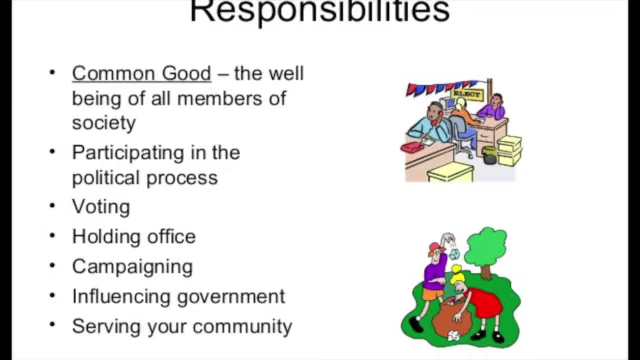 Responsibilities
• Common Good – the well
being of all members of
society
• Participating in the
political process
• Voting
• Holding office
• Campaigning
• Influencing government
• Serving your community
ELECT